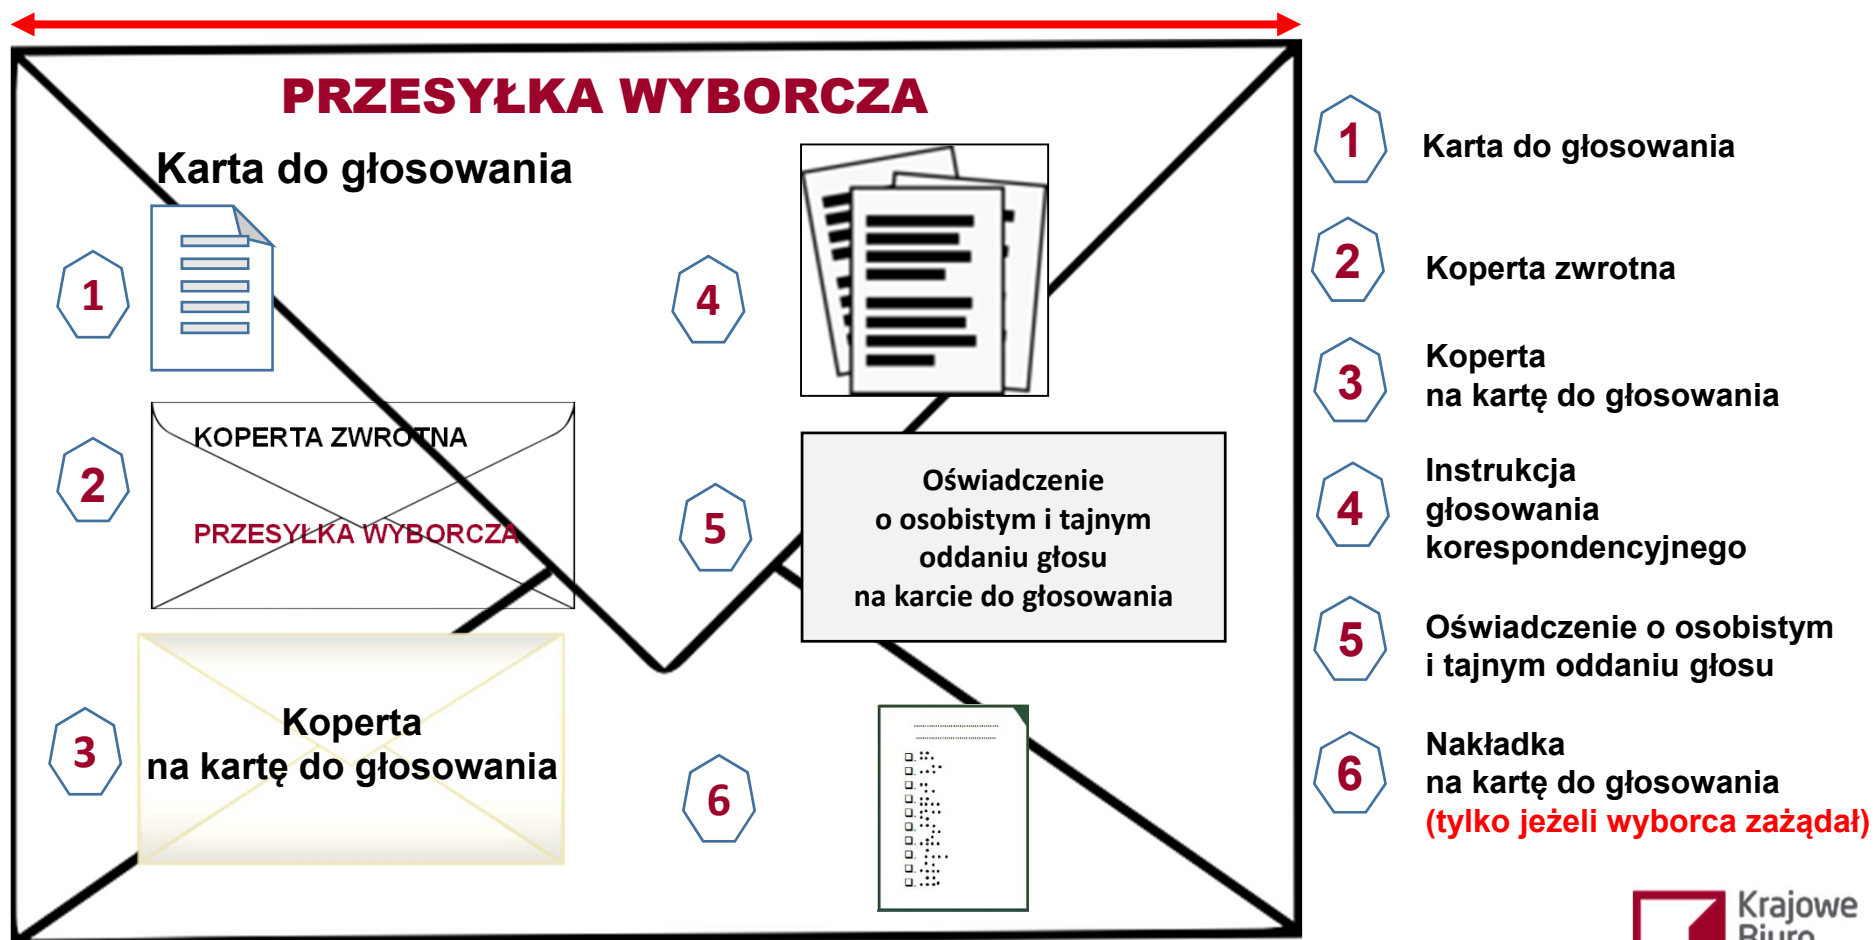 PRZESYŁKA WYBORCZA
Karta do głosowania
1
2
KOPERTA ZWROTNA
PRZESYŁKA WYBORCZA
3
Koperta
na kartę do głosowania
4
5
Oświadczenie
o osobistym i tajnym
oddaniu głosu
na karcie do głosowania
6
1
Karta do głosowania
2
Koperta zwrotna
3
Koperta
na kartę do głosowania
4
Instrukcja
głosowania
korespondencyjnego
5
Oświadczenie o osobistym
i tajnym oddaniu głosu
6
Nakładka
na kartę do głosowania
(tylko jeżeli wyborca zażądał)
Krajowe
Biuro